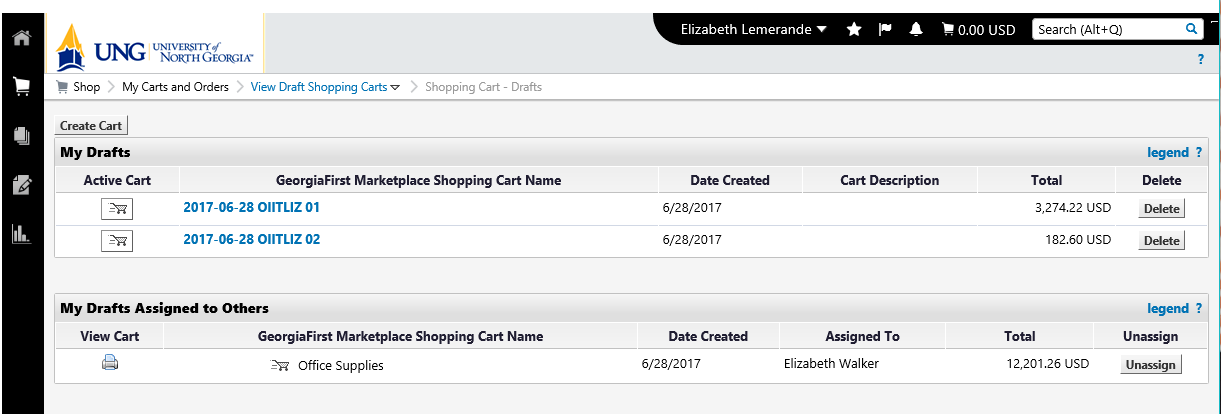 Elizabeth Lemerande 0.00 USD Search (Alt+Q)
UNG UNIVERSITY of
NORTH GEORGIA™
?
Shop My Carts and Orders View Draft Shopping Carts Shopping Cart - Drafts
Create Cart
My Drafts legend ?
Active Cart GeorgiaFirst Marketplace Shopping Cart Name Date Created Cart Description Total Delete
2017-06-28 OIITLIZ 01 6/28/2017 3,274.22 USD Delete
2017-06-28 OIITLIZ 02 6/28/2017 182.60 USD Delete
My Drafts Assigned to Others legend ?
View Cart GeorgiaFirst Marketplace Shopping Cart Name Date Created Assigned To Total Unassign
Office Supplies 6/28/2017 Elizabeth Walker 12,201.26 USD Unassign